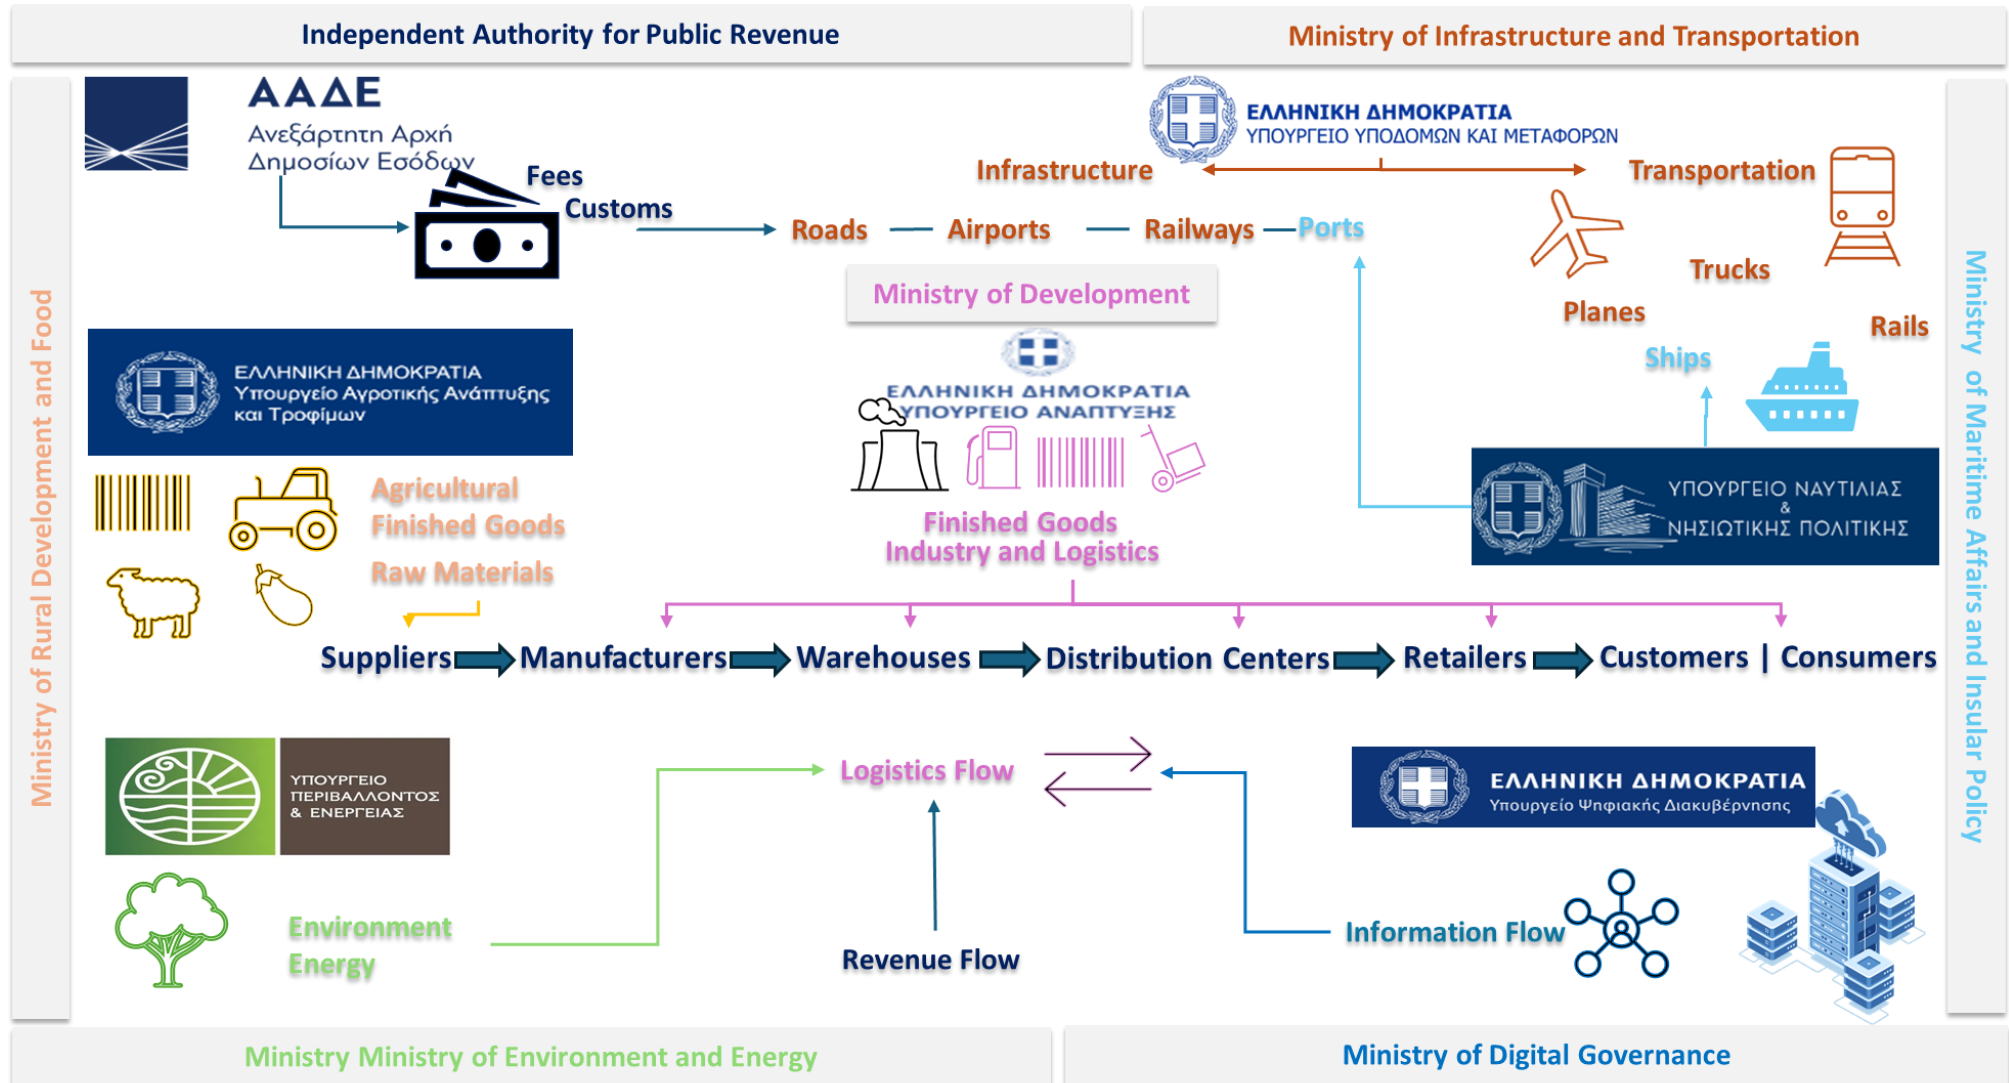 Independent Authority for Public Revenue
Ministry of Infrastructure and Transportation
ΑΑΔΕ
Ανεξάρτητη Αρχή
Δημοσίων Εσόδων
ΕΛΛΗΝΙΚΗ ΔΗΜΟΚΡΑΤΙΑ
ΥΠΟΥΡΓΕΙΟ ΥΠΟΔΟΜΩΝ ΚΑΙ ΜΕΤΑΦΟΡΩΝ
Fees
Customs
Infrastructure
Transportation
Roads
Airports
Railways
Ports
Trucks
Planes
Rails
Ships
Ministry of Development
ΕΛΛΗΝΙΚΗ ΔΗΜΟΚΡΑΤΙΑ
ΥΠΟΥΡΓΕΙΟ ΑΝΑΠΤΥΞΗΣ
Ministry of Rural Development and Food
ΕΛΛΗΝΙΚΗ ΔΗΜΟΚΡΑΤΙΑ
Υπουργείο Αγροτικής Ανάπτυξης
και Τροφίμων
Ministry of Maritime Affairs and Insular Policy
ΥΠΟΥΡΓΕΙΟ ΝΑΥΤΙΛΙΑΣ
&
ΝΗΣΙΩΤΙΚΗΣ ΠΟΛΙΤΙΚΗΣ
Agricultural
Finished Goods
Raw Materials
Finished Goods
Industry and Logistics
Suppliers
Manufacturers
Warehouses
Distribution Centers
Retailers
Customers | Consumers
ΥΠΟΥΡΓΕΙΟ
ΠΕΡΙΒΑΛΛΟΝΤΟΣ
& ΕΝΕΡΓΕΙΑΣ
Logistics Flow
ΕΛΛΗΝΙΚΗ ΔΗΜΟΚΡΑΤΙΑ
Υπουργείο Ψηφιακής Διακυβέρνησης
Environment
Energy
Revenue Flow
Information Flow
Ministry Ministry of Environment and Energy
Ministry of Digital Governance